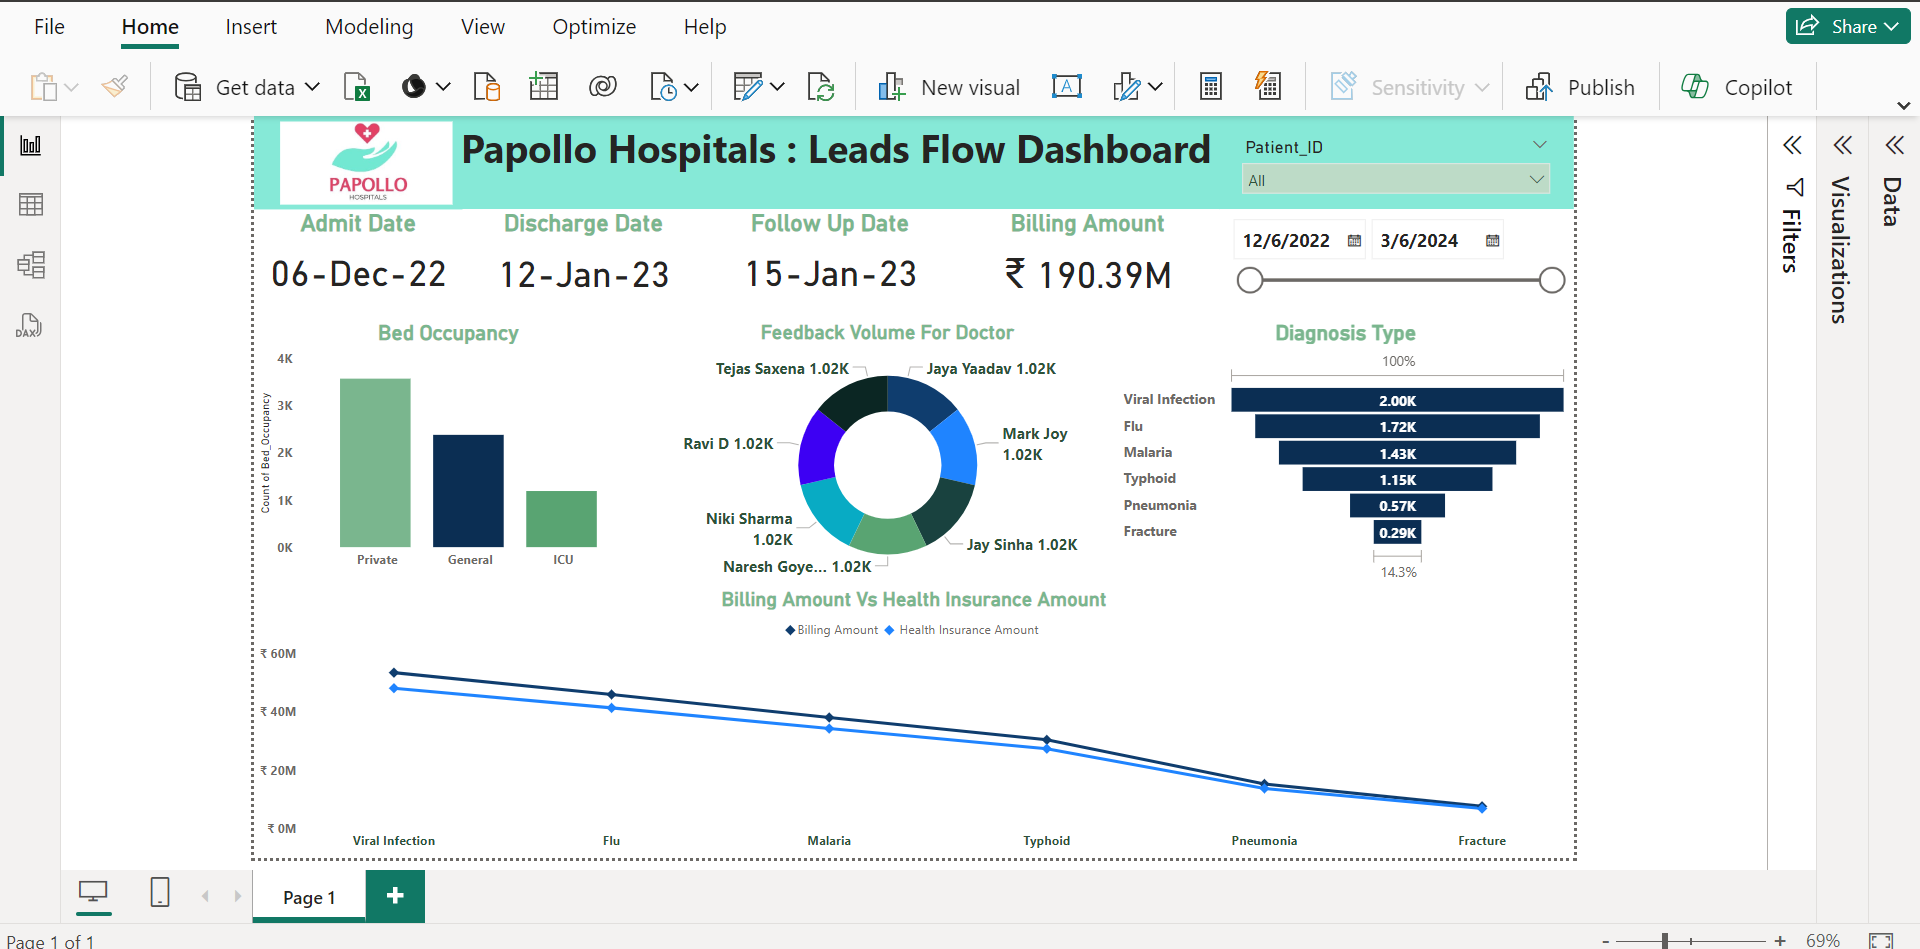 File Home Insert Modeling View Optimize Help Share
Get data New visual Sensitivity Publish Copilot
PAPOLLO
HOSPITALS
Papollo Hospitals : Leads Flow Dashboard
Patient_ID
All
Filters
Visualizations
Data
Admit Date
06-Dec-22
Discharge Date
12-Jan-23
Follow Up Date
15-Jan-23
Billing Amount
₹ 190.39M
12/6/2022 3/6/2024
DAX
Bed Occupancy
Count of Bed_Occupancy
4K
3K
2K
1K
0K
Private General ICU
Feedback Volume For Doctor
Tejas Saxena 1.02K
Jaya Yaadav 1.02K
Ravi D 1.02K
Mark Joy
1.02K
Niki Sharma
1.02K
Jay Sinha 1.02K
Naresh Goye... 1.02K
Diagnosis Type
100%
Viral Infection 2.00K
Flu 1.72K
Malaria 1.43K
Typhoid 1.15K
Pneumonia 0.57K
Fracture 0.29K
14.3%
Billing Amount Vs Health Insurance Amount
Billing Amount Health Insurance Amount
₹ 60M
₹ 40M
₹ 20M
₹ 0M
Viral Infection Flu Malaria Typhoid Pneumonia Fracture
Page 1 +
Page 1 of 1
- + 69%